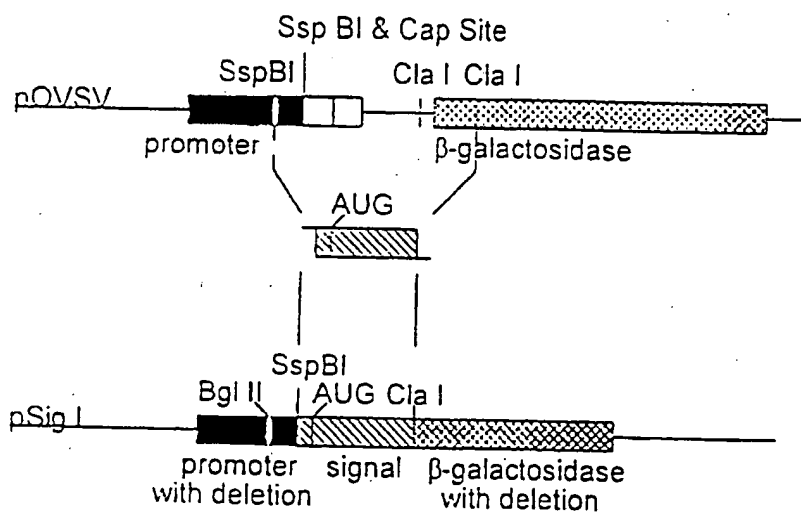 Ssp BI & Cap Site
SspBI
Cla I Cla I
pOVSV
promoter
β-galactosidase
AUG
SspBI
Bgl II
AUG Cla I
pSig I
promoter
with deletion
signal
β-galactosidase
with deletion